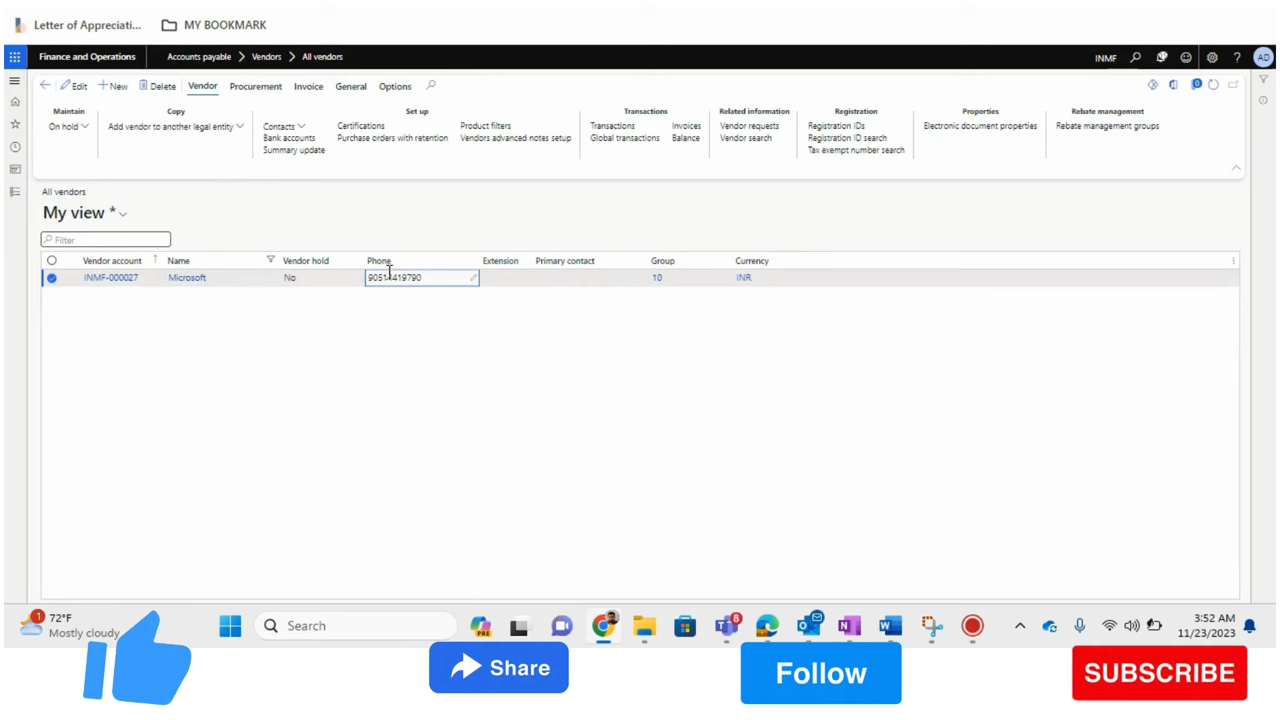 Letter of Appreciati... MY BOOKMARK
Finance and Operations Accounts payable Vendors All vendors INMF ? AD
Edit New Delete Vendor Procurement Invoice General Options 0
Maintain Copy Set up Transactions Related information Registration Properties Rebate management
On hold Add vendor to another legal entity Contacts Certifications Product filters Transactions Invoices Vendor requests Registration IDs Electronic document properties Rebate management groups
Bank accounts Purchase orders with retention Vendors advanced notes setup Global transactions Balance Vendor search Registration ID search
Summary update Tax exempt number search
All vendors
My view *
Filter
Vendor account Name Vendor hold Phone Extension Primary contact Group Currency
INMF-000027 Microsoft No 10 INR
1 72°F
Mostly cloudy
Search PRE 8
3:52 AM
11/23/2023
Share Follow SUBSCRIBE